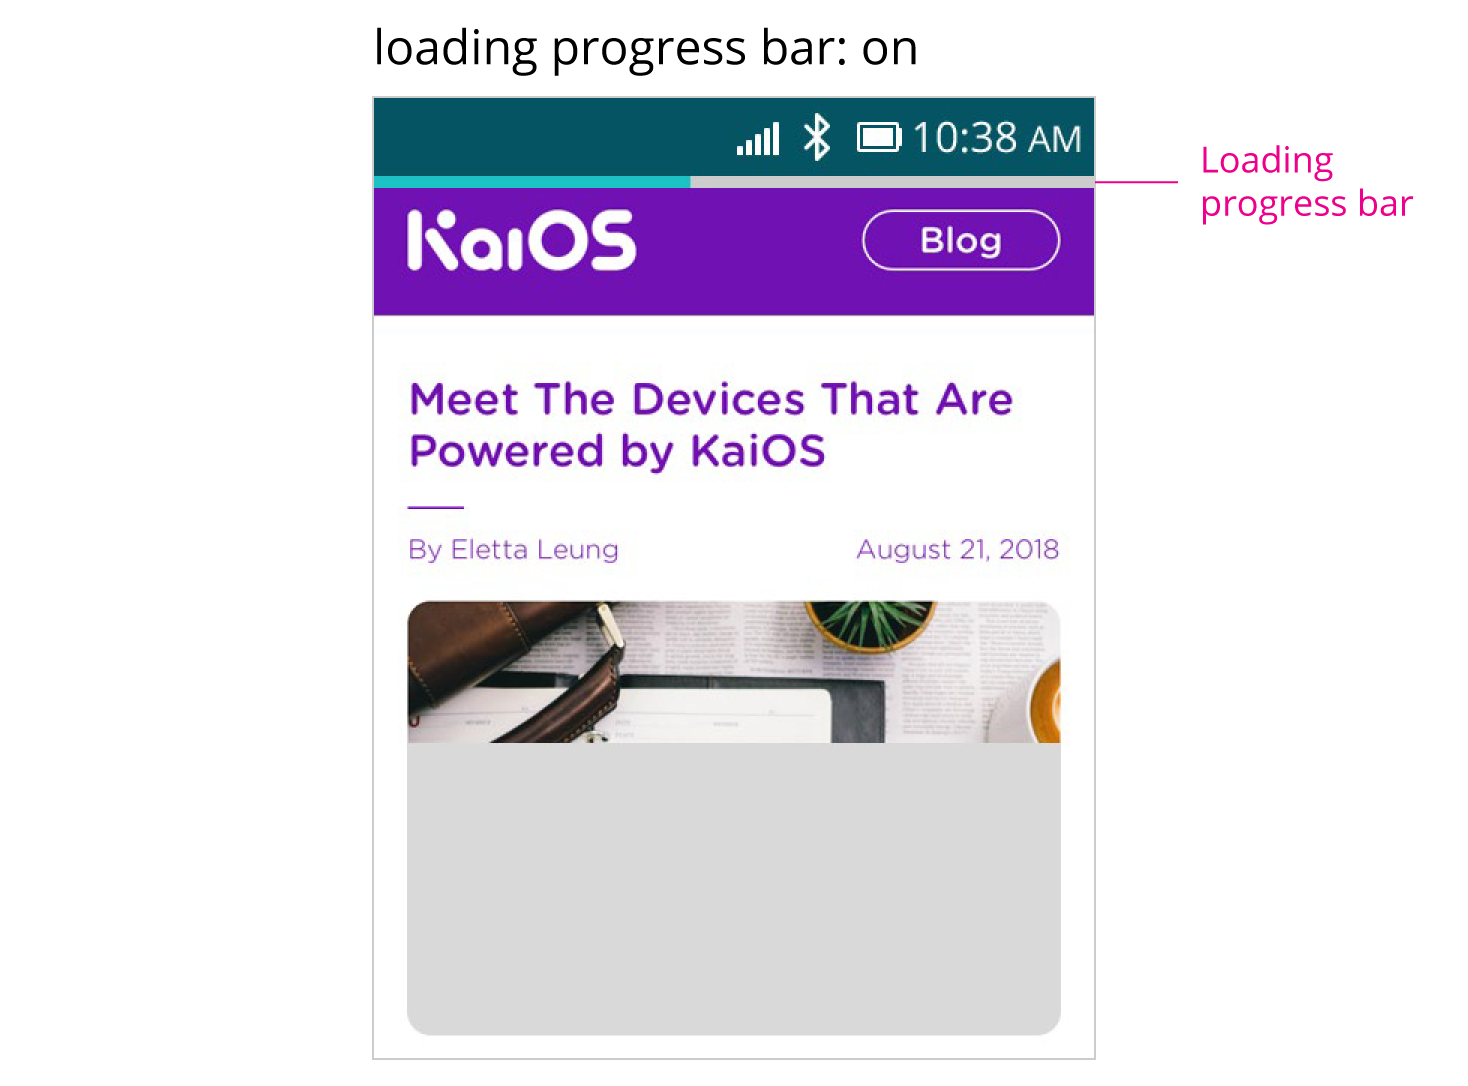 loading progress bar: on
10:38 AM
Loading
progress bar
KaiOS
Blog
Meet The Devices That Are
Powered by KaiOS
By Eletta Leung
August 21, 2018